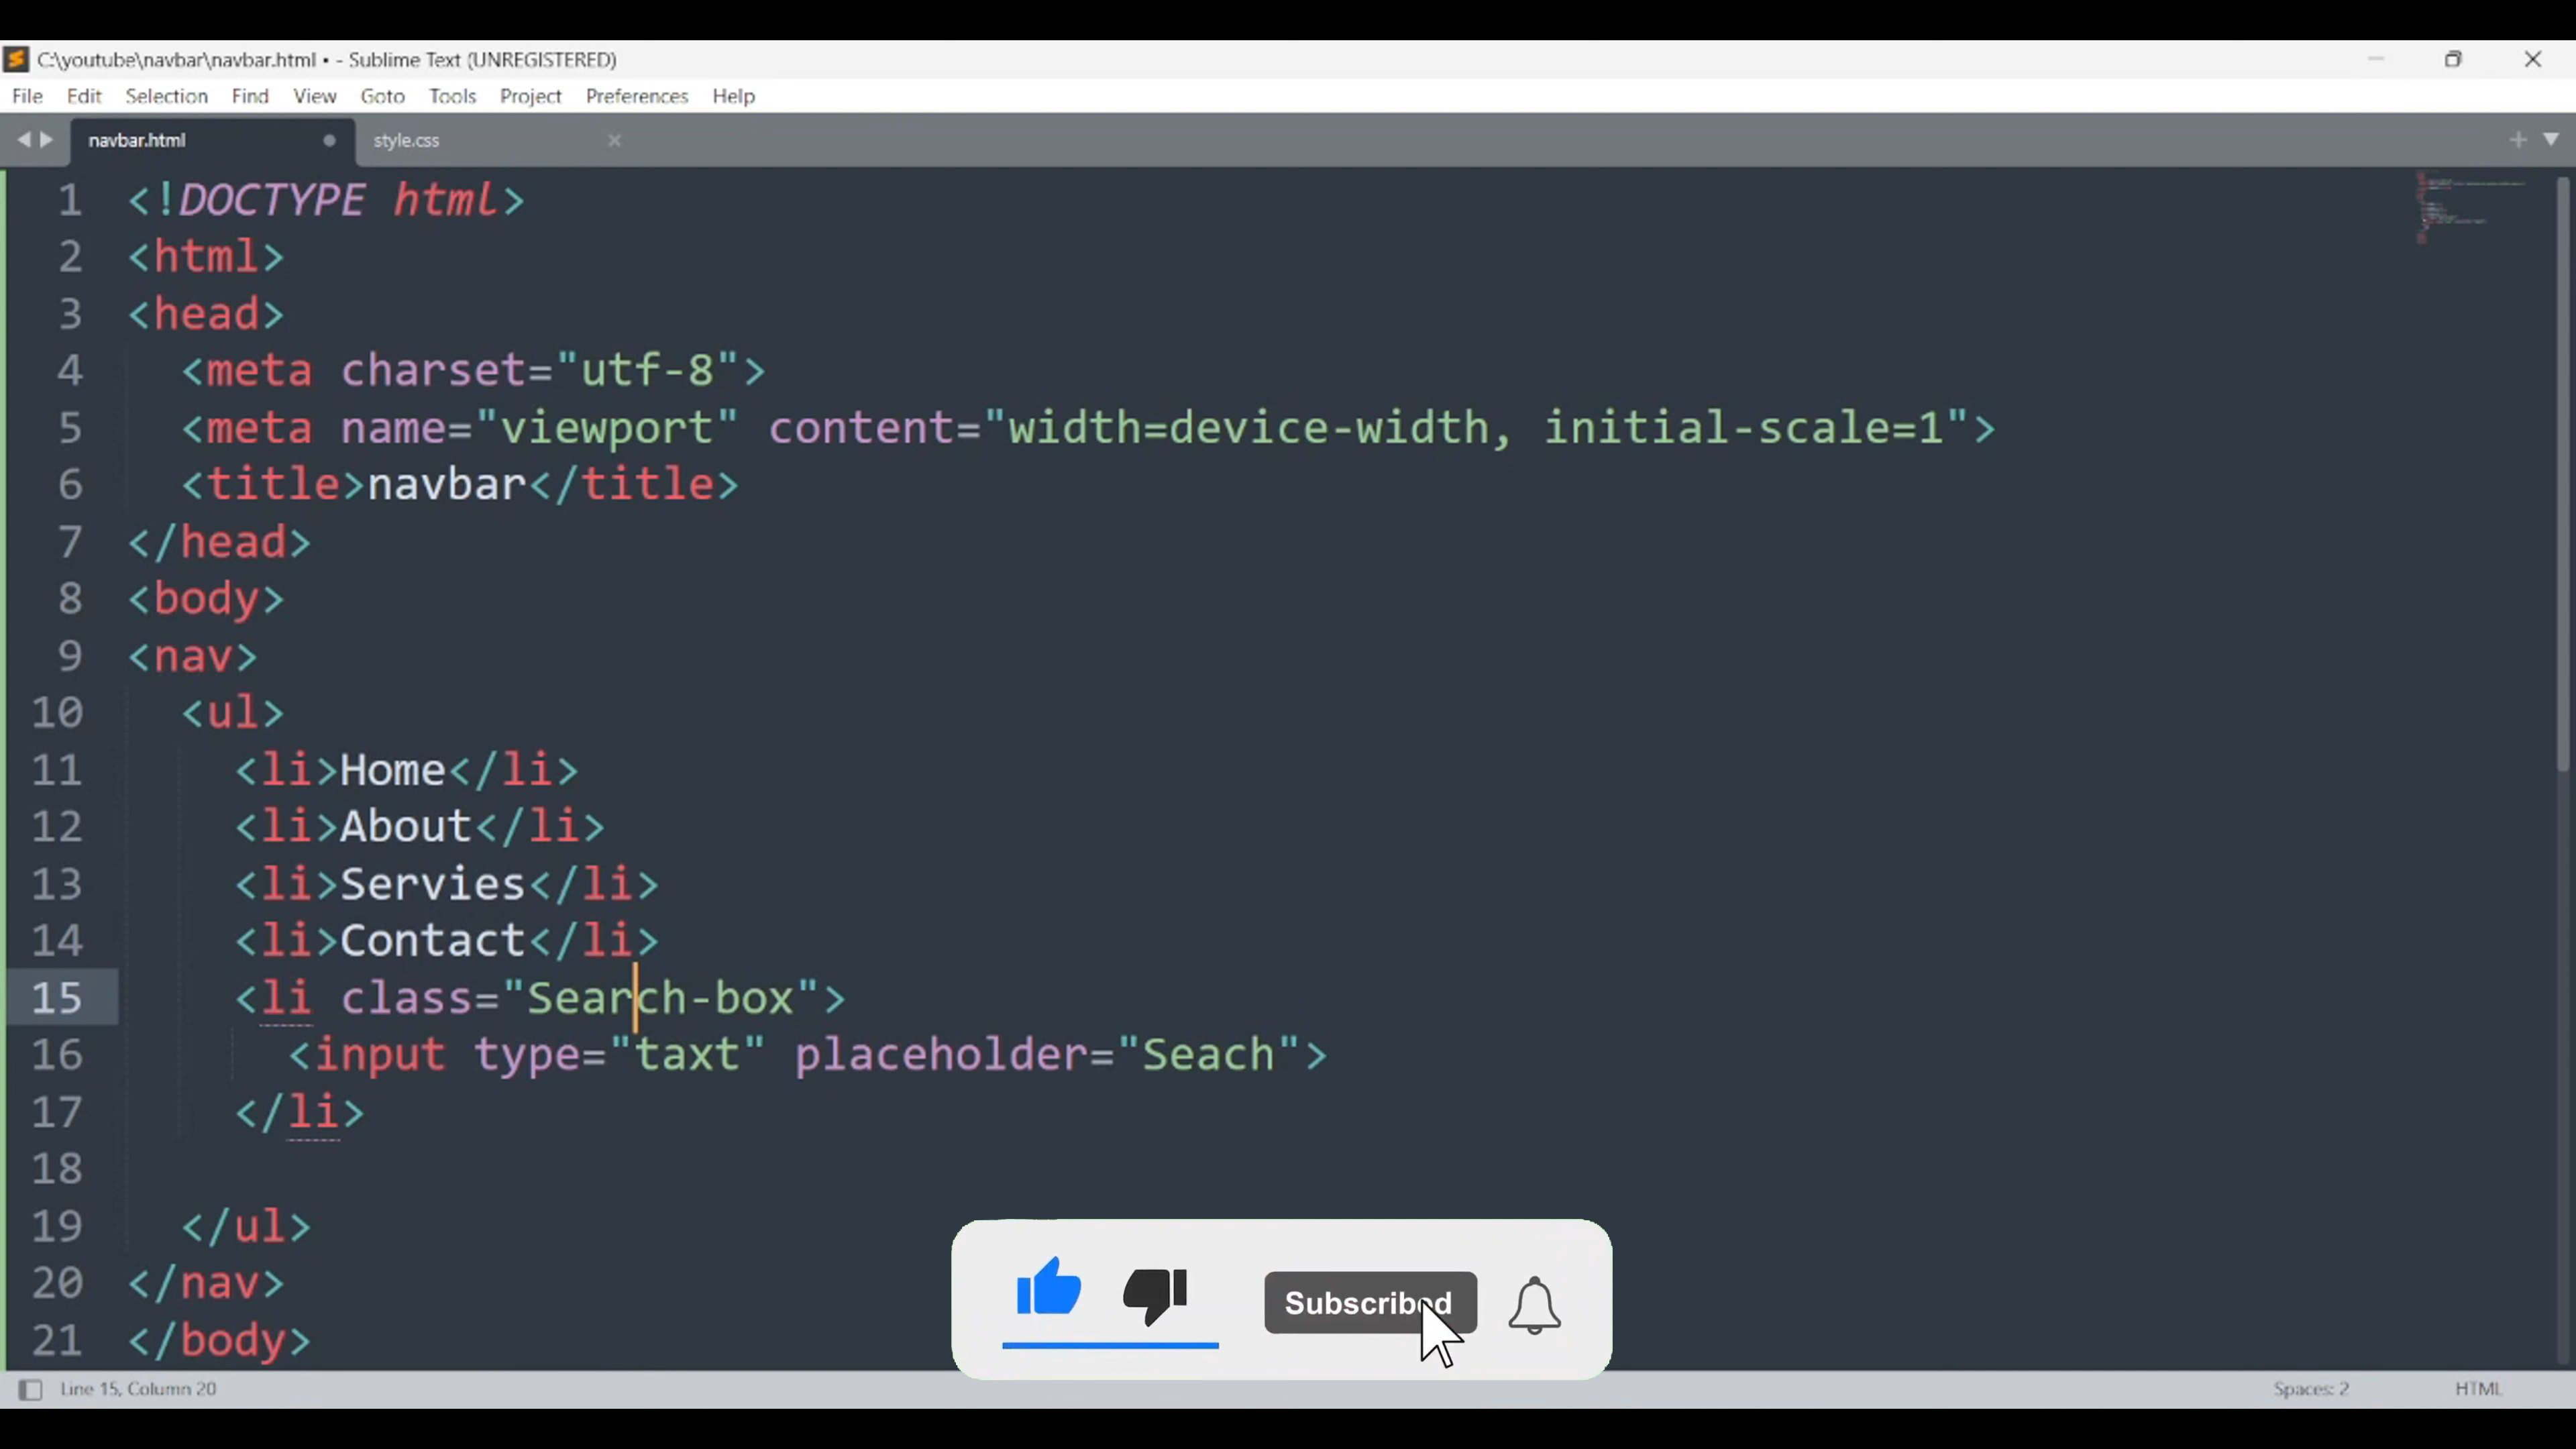 C:\youtube\navbar\navbar.html • - Sublime Text (UNREGISTERED)
File Edit Selection Find View Goto Tools Project Preferences Help
navbar.html style.css
1 <!DOCTYPE html>
2 <html>
3 <head>
4 <meta charset="utf-8">
5 <meta name="viewport" content="width=device-width, initial-scale=1">
6 <title>navbar</title>
7 </head>
8 <body>
9 <nav>
10 <ul>
11 <li>Home</li>
12 <li>About</li>
13 <li>Servies</li>
14 <li>Contact</li>
15 <li class="Search-box">
16 <input type="taxt" placeholder="Seach">
17 </li>
18
19 </ul>
20 </nav>
21 </body>
Subscribed
Line 15, Column 20 Spaces: 2 HTML